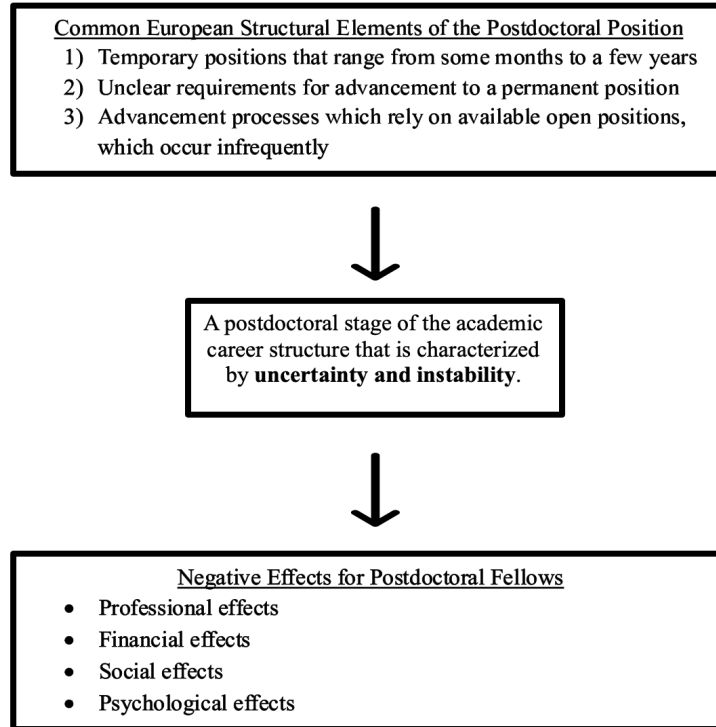 Common European Structural Elements of the Postdoctoral Position
1) Temporary positions that range from some months to a few years
2) Unclear requirements for advancement to a permanent position
3) Advancement processes which rely on available open positions,
which occur infrequently
A postdoctoral stage of the academic
career structure that is characterized
by uncertainty and instability.
Negative Effects for Postdoctoral Fellows
• Professional effects
• Financial effects
• Social effects
• Psychological effects